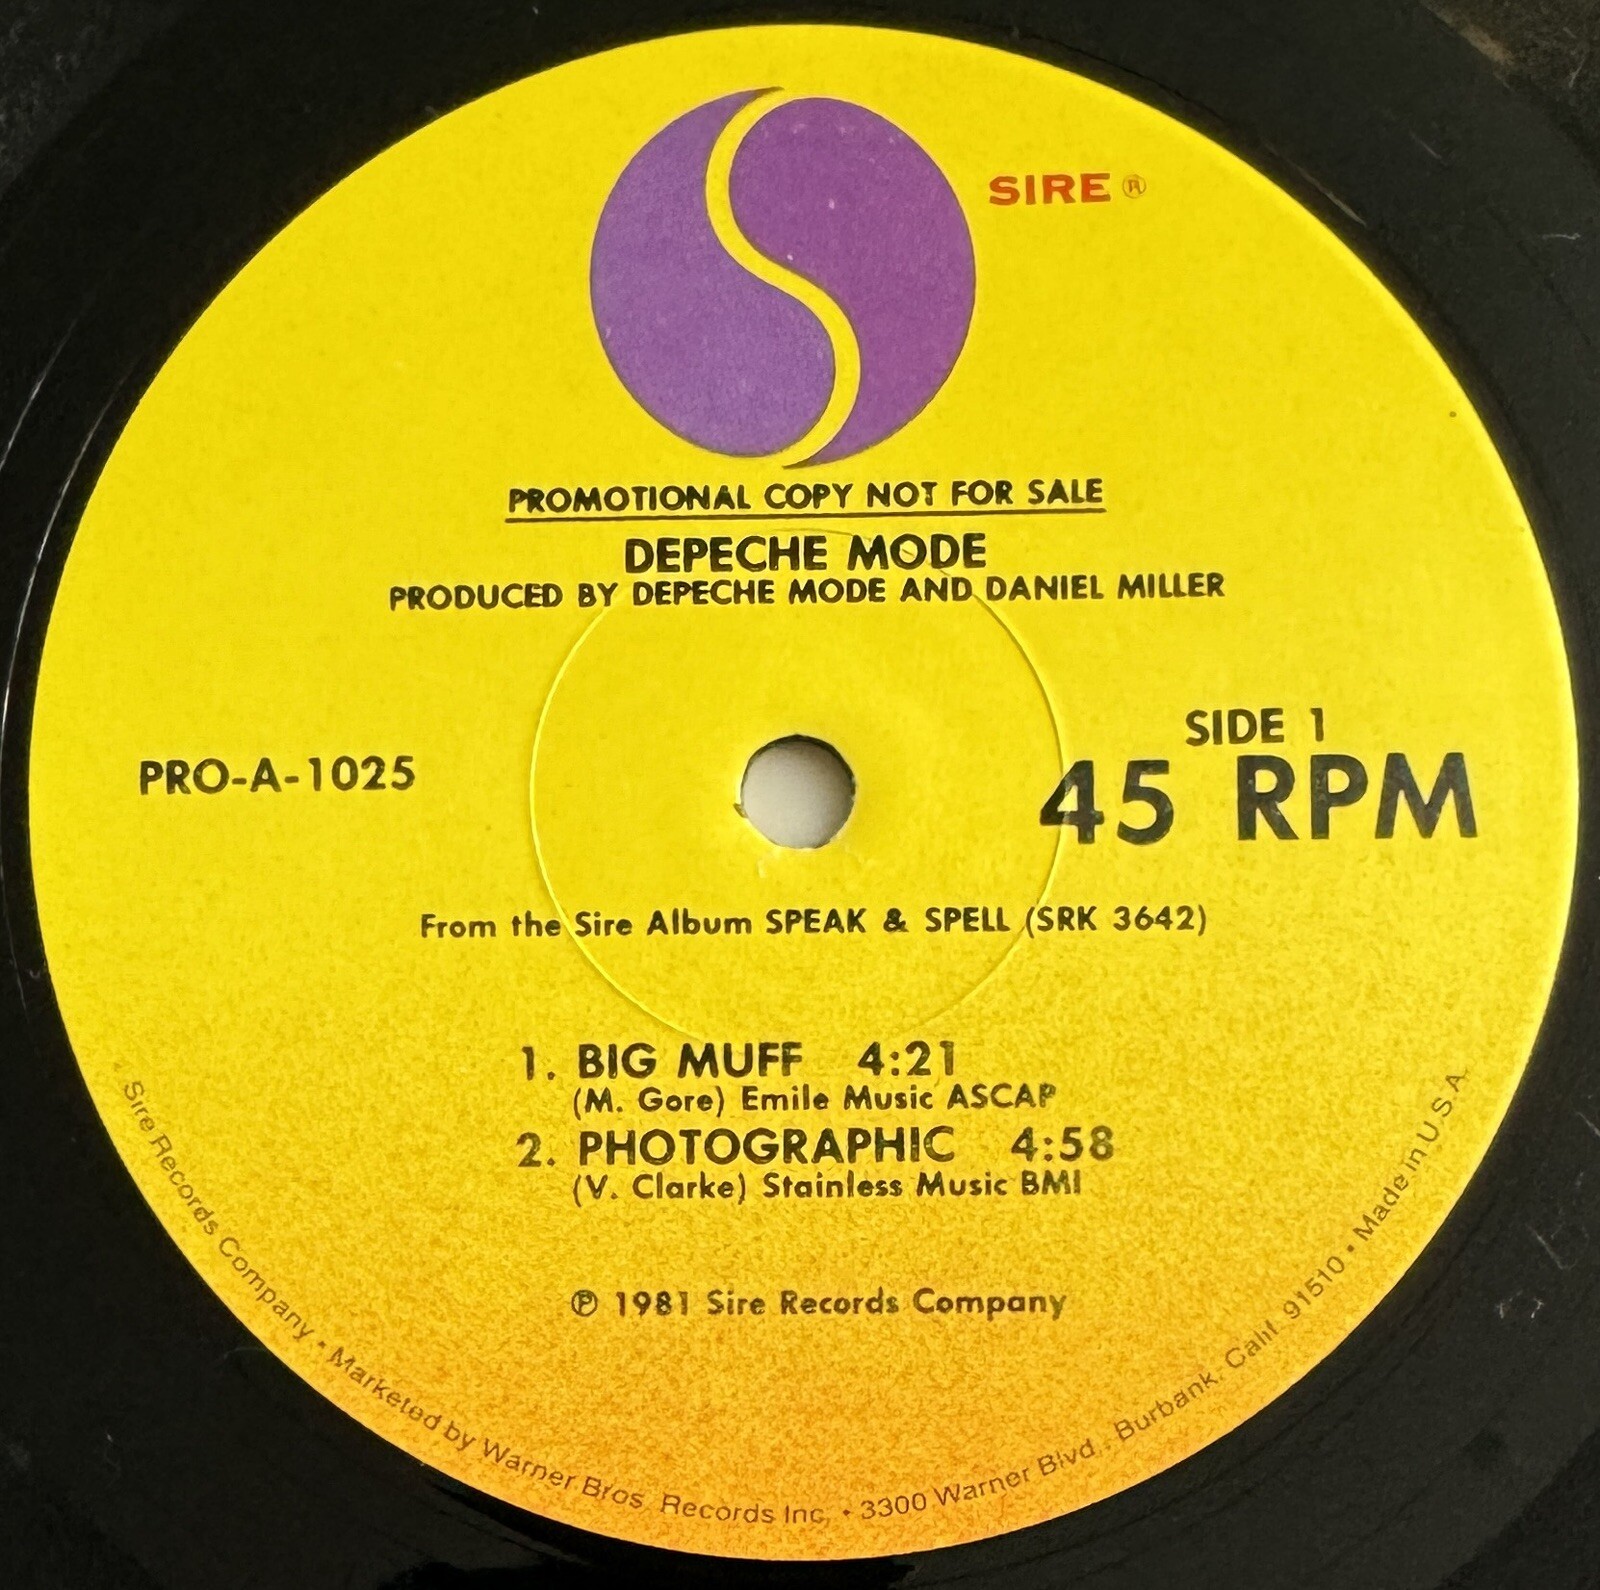 SIRE ®
PROMOTIONAL COPY NOT FOR SALE
DEPECHE MODE
PRODUCED BY DEPECHE MODE AND DANIEL MILLER
SIDE 1
PRO-A-1025
45 RPM
From the Sire Album SPEAK & SPELL (SRK 3642)
1. BIG MUFF 4:21
(M. Gore) Emile Music ASCAP
2. PHOTOGRAPHIC 4:58
(V. Clarke) Stainless Music BMI
℗ 1981 Sire Records Company
Sire Records Company • Marketed by Warner Bros. Records Inc, • 3300 Warner Blvd., Burbank, Calif. 91510 • Made in U.S.A.